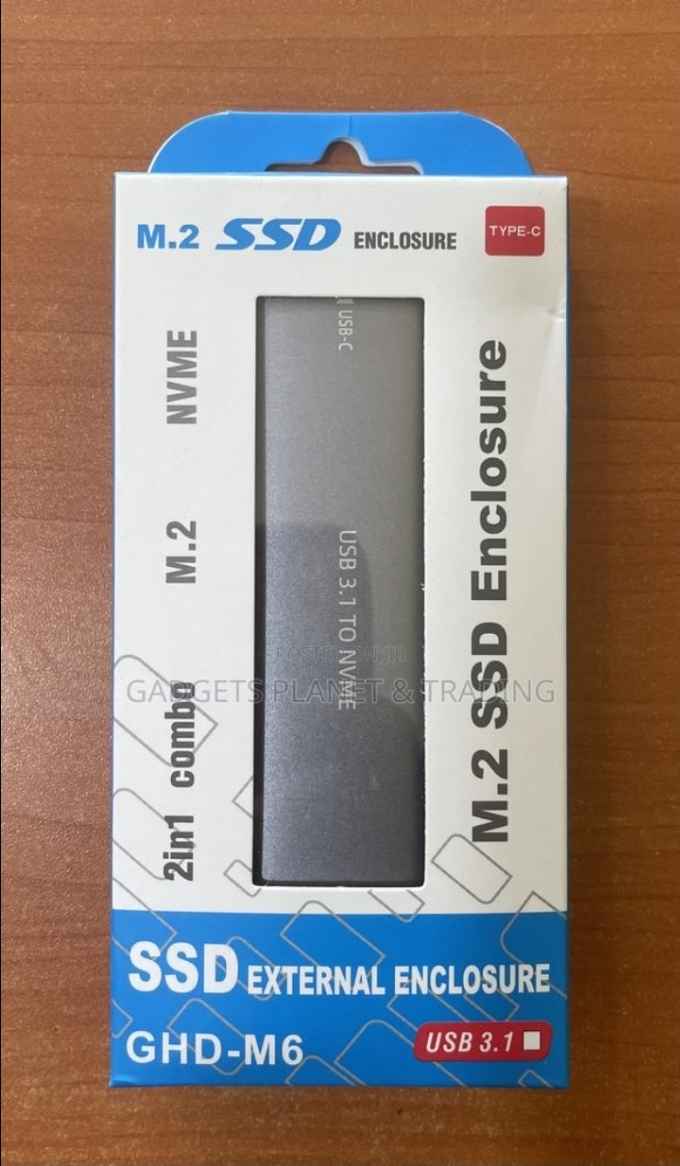 M.2 SSD ENCLOSURE
TYPE-C
NVME
M.2
2in1 combo
USB-C
USB 3.1 TO NVME
M.2 SSD Enclosure
GADGETS PLANET & TRADING
SSD EXTERNAL ENCLOSURE
GHD-M6
USB 3.1